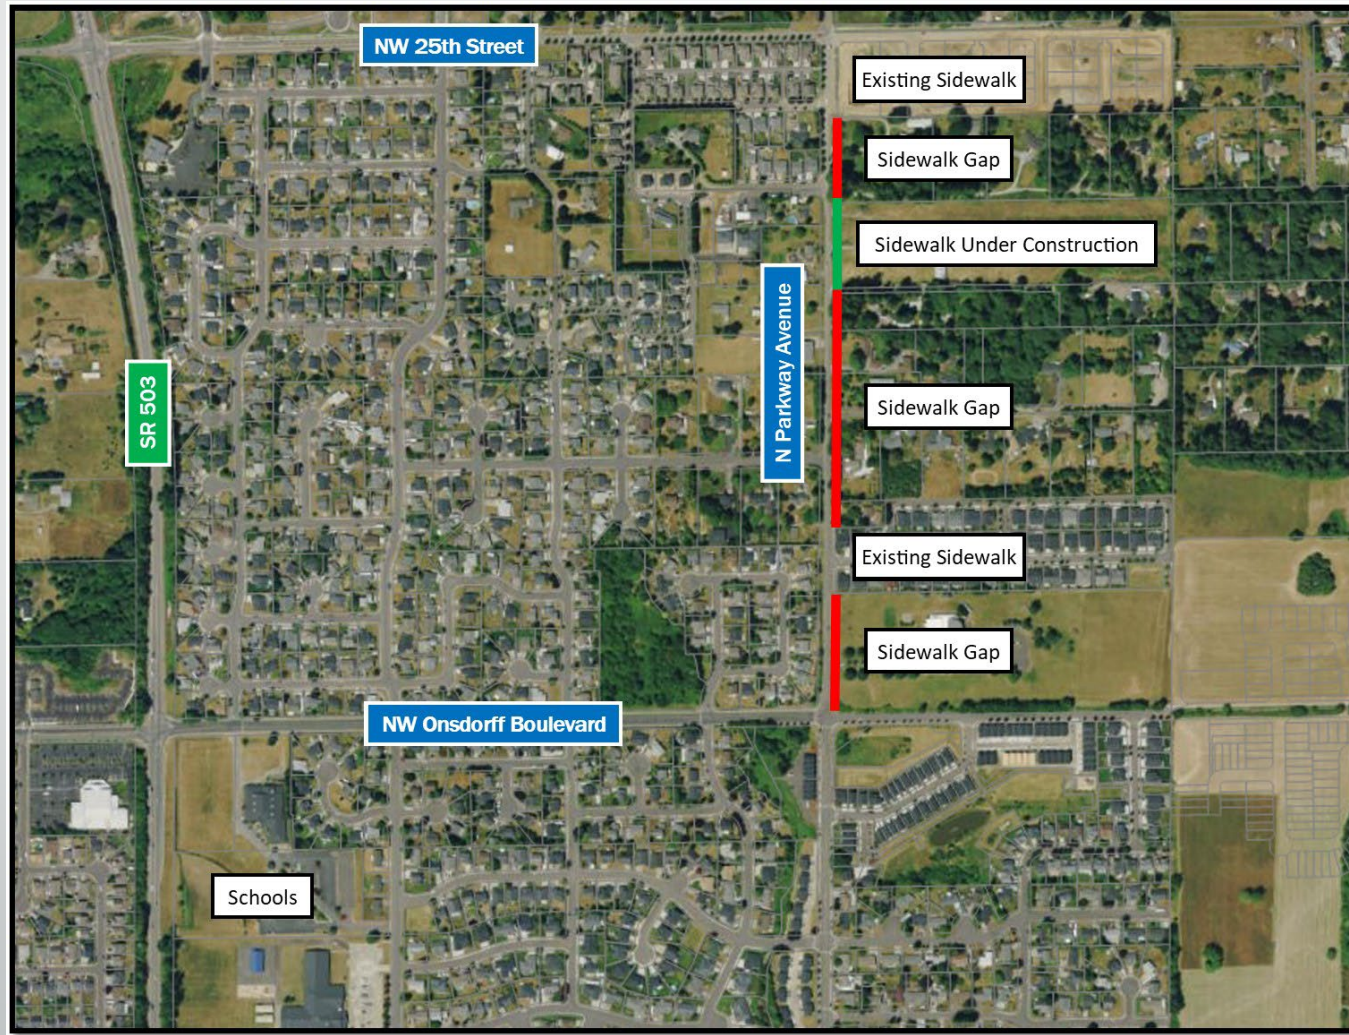 NW 25th Street
Existing Sidewalk
Sidewalk Gap
Sidewalk Under Construction
N Parkway Avenue
SR 503
Sidewalk Gap
Existing Sidewalk
Sidewalk Gap
NW Onsdorff Boulevard
Schools